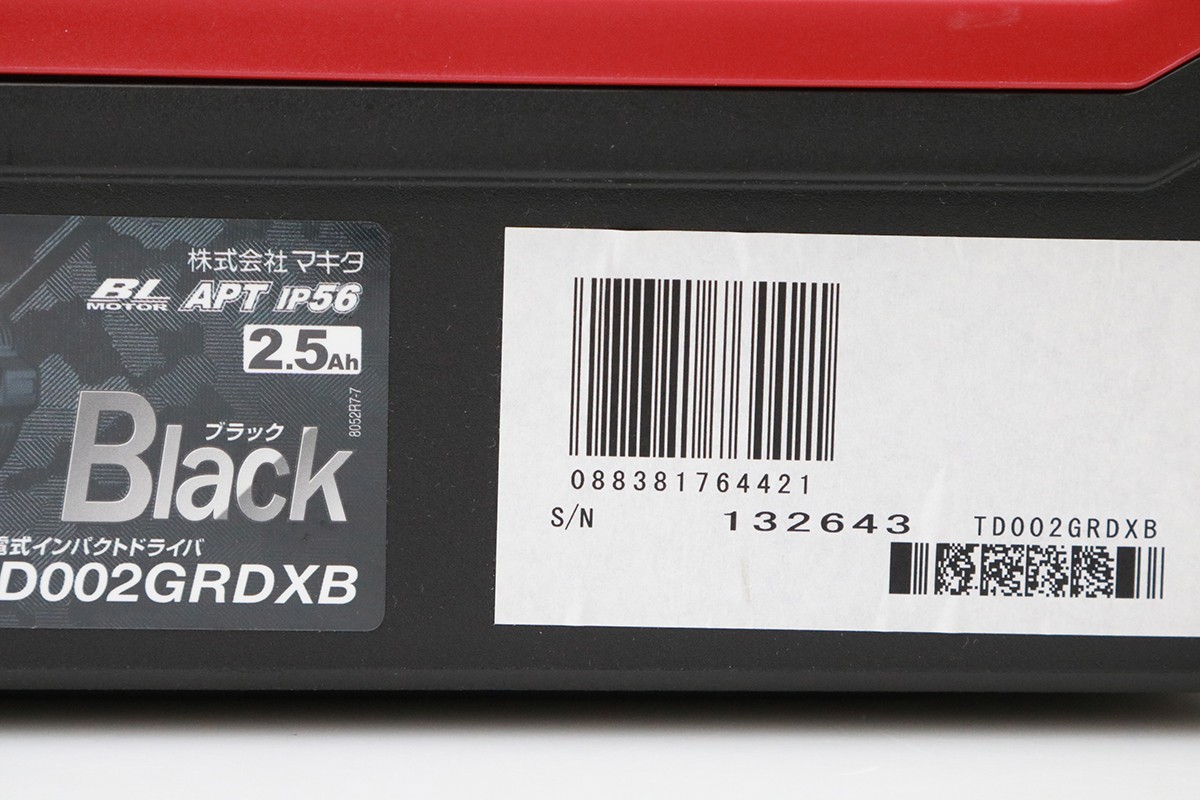 株式会社マキタ
BL MOTOR APT IP56
2.5Ah
8052R7-7
ブラック
Black
電式インパクトドライバ
D002GRDXB
088381764421
S/N 132643 TD002GRDXB